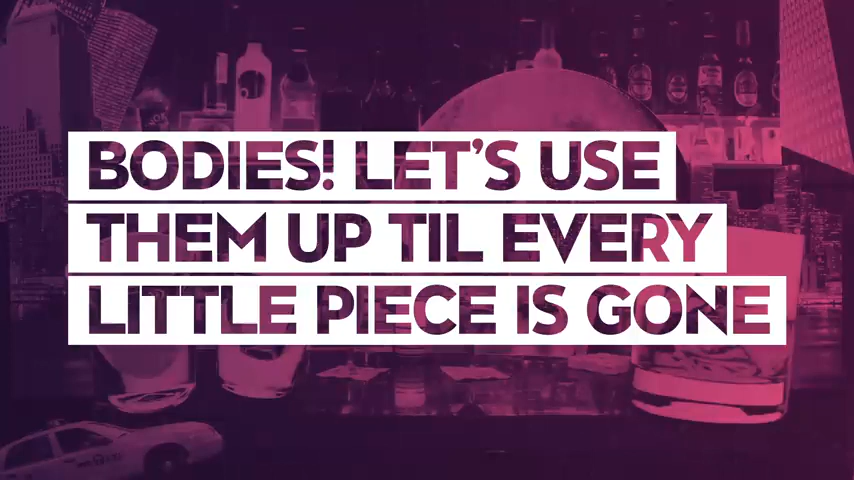 BODIES! LET'S USE
THEM UP TIL EVERY
LITTLE PIECE IS GONE